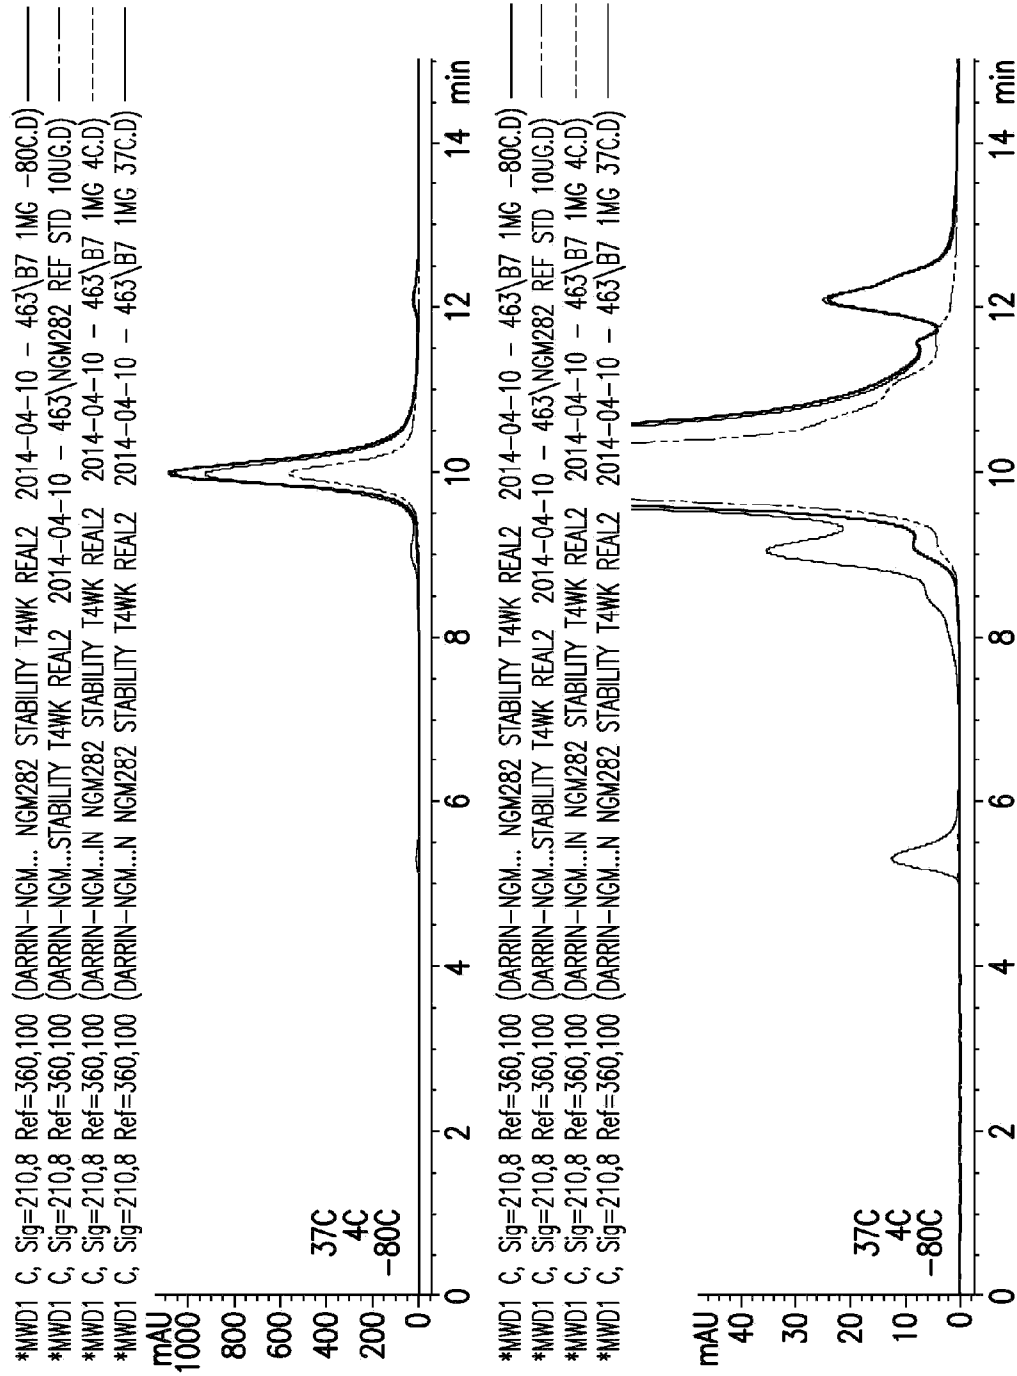 *MWD1 C, Sig=210,8 Ref=360,100 (DARRIN-NGM... NGM282 STABILITY T4WK REAL2 2014-04-10 - 463\B7 1MG -80C.D)
*MWD1 C, Sig=210,8 Ref=360,100 (DARRIN-NGM...STABILITY T4WK REAL2 2014-04-10 - 463\NGM282 REF STD 10UG.D)
*MWD1 C, Sig=210,8 Ref=360,100 (DARRIN-NGM...IN NGM282 STABILITY T4WK REAL2 2014-04-10 - 463\B7 1MG 4C.D)
*MWD1 C, Sig=210,8 Ref=360,100 (DARRIN-NGM...N NGM282 STABILITY T4WK REAL2 2014-04-10 - 463\B7 1MG 37C.D)
mAU
1000
800
600
400
200
0
37C
4C
-80C
0 2 4 6 8 10 12 14 min
*MWD1 C, Sig=210,8 Ref=360,100 (DARRIN-NGM... NGM282 STABILITY T4WK REAL2 2014-04-10 - 463\B7 1MG -80C.D)
*MWD1 C, Sig=210,8 Ref=360,100 (DARRIN-NGM...STABILITY T4WK REAL2 2014-04-10 - 463\NGM282 REF STD 10UG.D)
*MWD1 C, Sig=210,8 Ref=360,100 (DARRIN-NGM...IN NGM282 STABILITY T4WK REAL2 2014-04-10 - 463\B7 1MG 4C.D)
*MWD1 C, Sig=210,8 Ref=360,100 (DARRIN-NGM...N NGM282 STABILITY T4WK REAL2 2014-04-10 - 463\B7 1MG 37C.D)
mAU
40
30
20
10
0
37C
4C
-80C
0 2 4 6 8 10 12 14 min